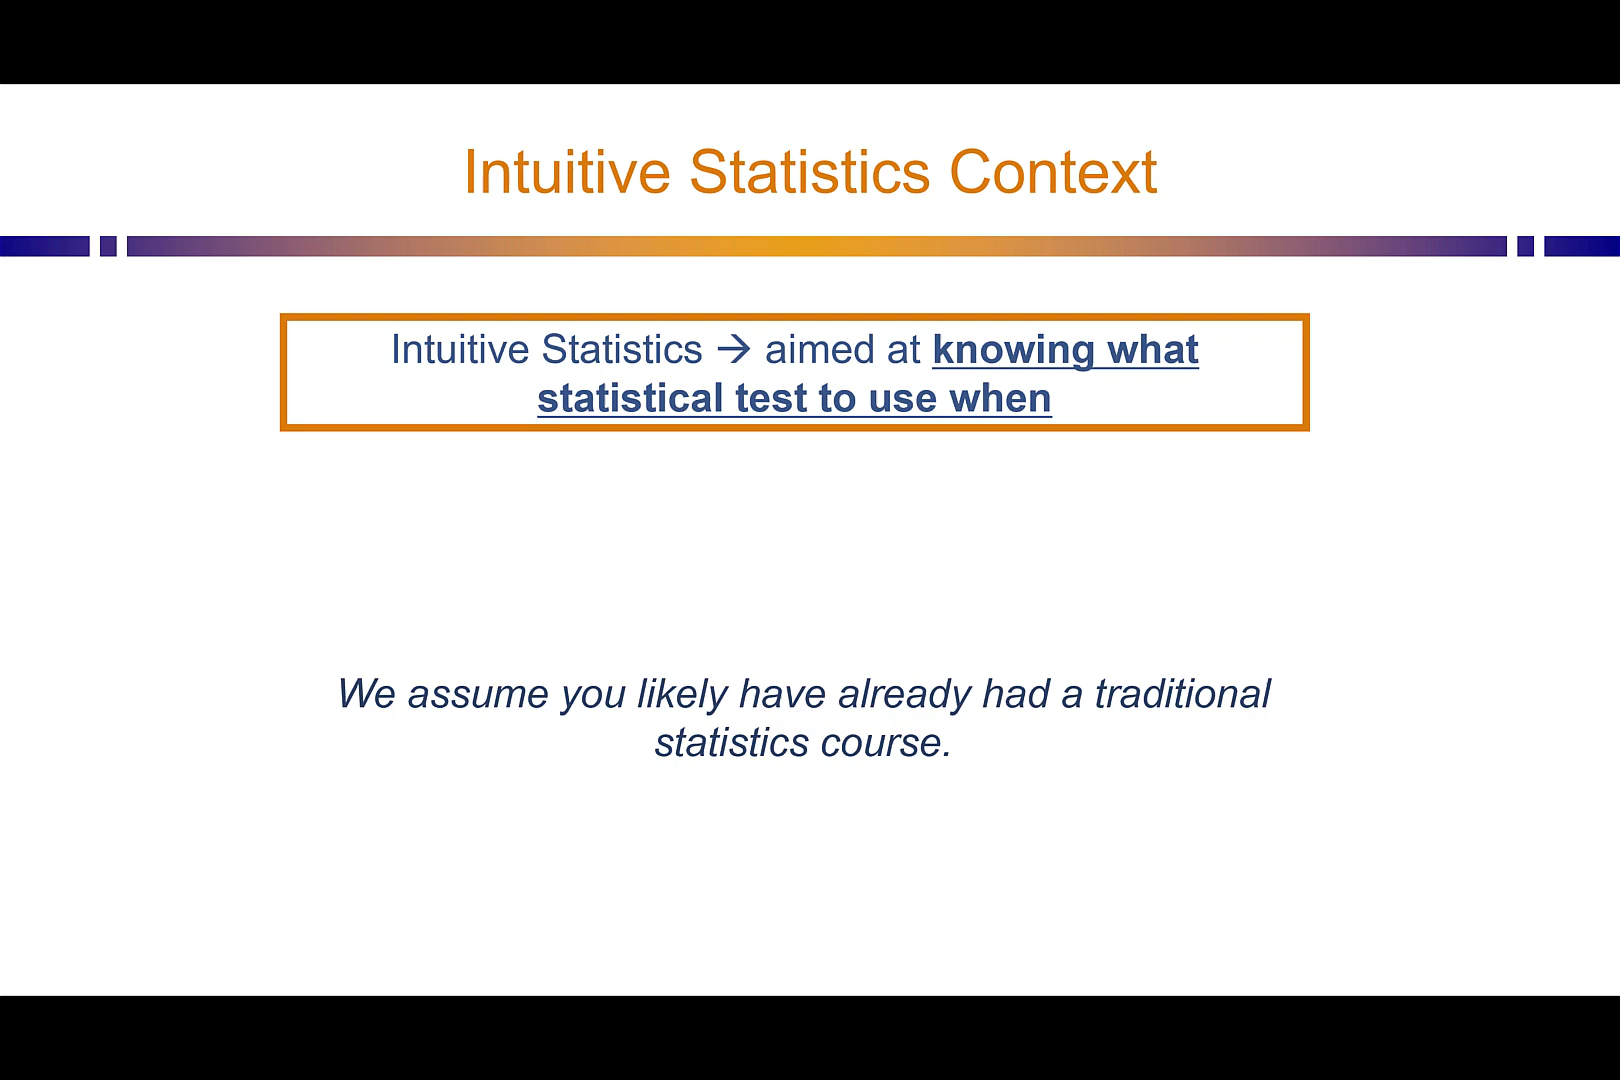 Intuitive Statistics Context
Intuitive Statistics → aimed at knowing what
statistical test to use when
We assume you likely have already had a traditional
statistics course.